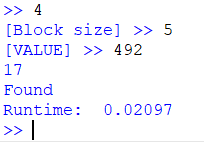 >> 4
[Block size] >> 5
[VALUE] >> 492
17
Found
Runtime:  0.02097
>>